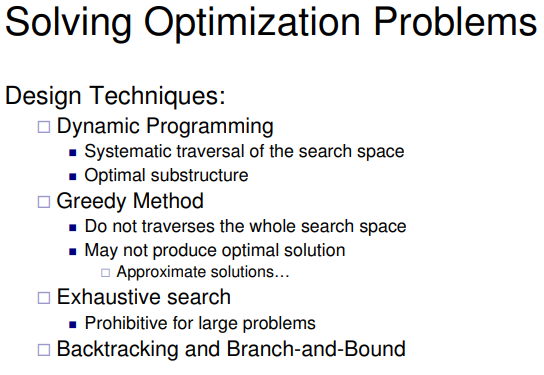 Solving Optimization Problems
Design Techniques:
Dynamic Programming
Systematic traversal of the search space
Optimal substructure
Greedy Method
Do not traverses the whole search space
May not produce optimal solution
Approximate solutions…
Exhaustive search
Prohibitive for large problems
Backtracking and Branch-and-Bound